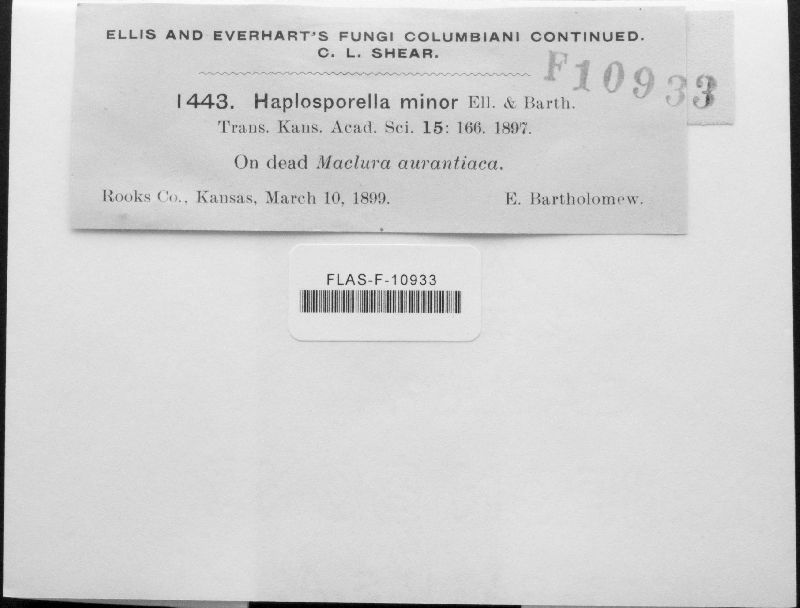 ELLIS AND EVERHART'S FUNGI COLUMBIANI CONTINUED.
C. L. SHEAR.
F10933
1443. Haplosporella minor Ell. & Barth.
Trans. Kans. Acad. Sci. 15: 166. 1897.
On dead Maclura aurantiaca.
Rooks Co., Kansas, March 10, 1899. E. Bartholomew.
FLAS-F-10933